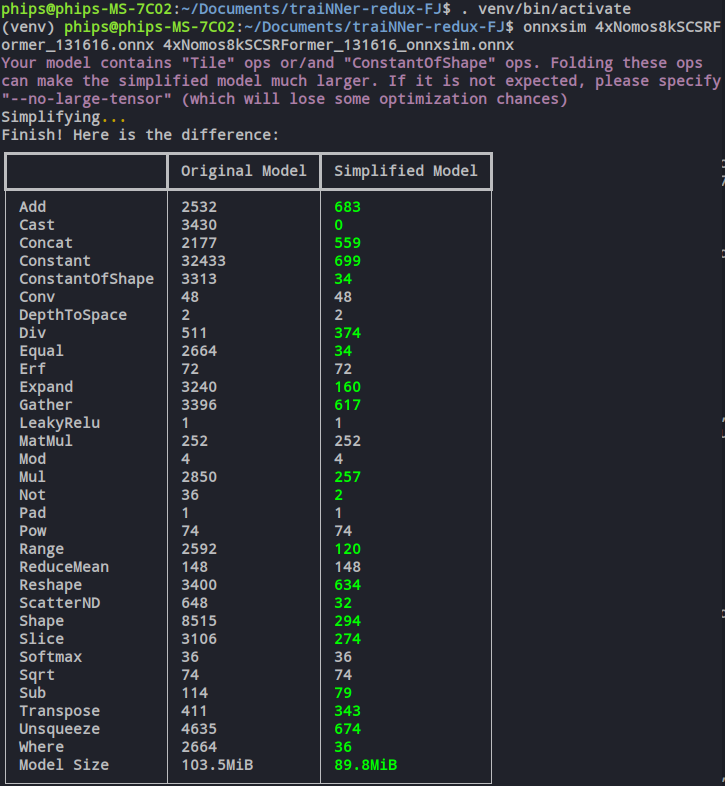 phips@phips-MS-7C02:~/Documents/traiNNer-redux-FJ$ . venv/bin/activate
(venv) phips@phips-MS-7C02:~/Documents/traiNNer-redux-FJ$ onnxsim 4xNomos8kSCSRF
ormer_131616.onnx 4xNomos8kSCSRFormer_131616_onnxsim.onnx
Your model contains "Tile" ops or/and "ConstantOfShape" ops. Folding these ops
can make the simplified model much larger. If it is not expected, please specify
"--no-large-tensor" (which will lose some optimization chances)
Simplifying...
Finish! Here is the difference:
Original Model Simplified Model
Add 2532 683
Cast 3430 0
Concat 2177 559
Constant 32433 699
ConstantOfShape 3313 34
Conv 48 48
DepthToSpace 2 2
Div 511 374
Equal 2664 34
Erf 72 72
Expand 3240 160
Gather 3396 617
LeakyRelu 1 1
MatMul 252 252
Mod 4 4
Mul 2850 257
Not 36 2
Pad 1 1
Pow 74 74
Range 2592 120
ReduceMean 148 148
Reshape 3400 634
ScatterND 648 32
Shape 8515 294
Slice 3106 274
Softmax 36 36
Sqrt 74 74
Sub 114 79
Transpose 411 343
Unsqueeze 4635 674
Where 2664 36
Model Size 103.5MiB 89.8MiB